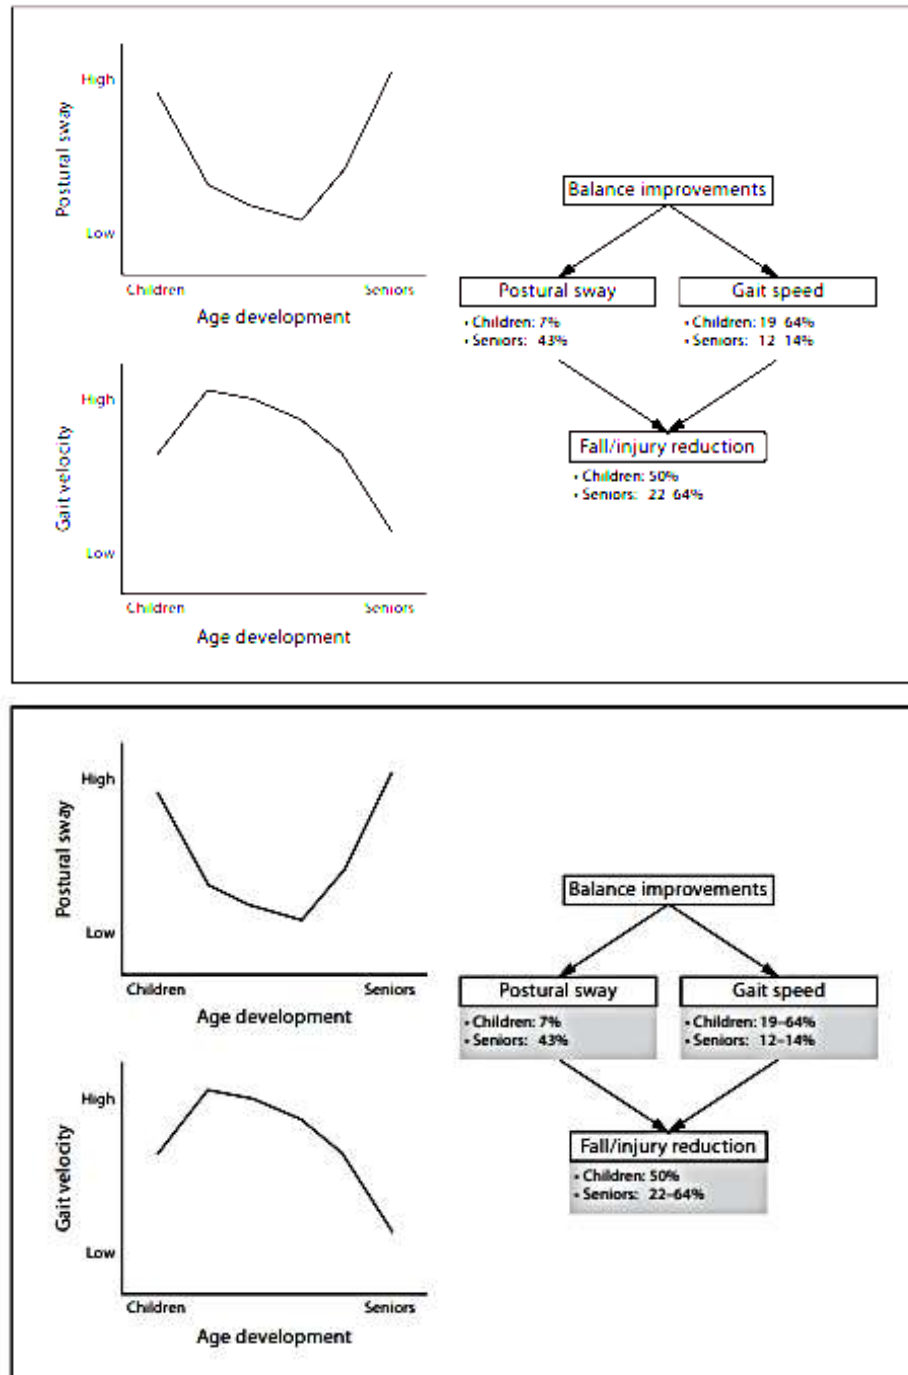 High
Postural sway
Low
Children
Seniors
Age development
High
Gait velocity
Low
Children
Seniors
Age development
Balance improvements
Postural sway
• Children: 7%
• Seniors: 43%
Gait speed
• Children: 19 64%
• Seniors: 12 14%
Fall/injury reduction
• Children: 50%
• Seniors: 22 64%
High
Postural sway
Low
Children
Seniors
Age development
High
Gait velocity
Low
Children
Seniors
Age development
Balance improvements
Postural sway
• Children: 7%
• Seniors: 43%
Gait speed
• Children: 19–64%
• Seniors: 12–14%
Fall/injury reduction
• Children: 50%
• Seniors: 22–64%